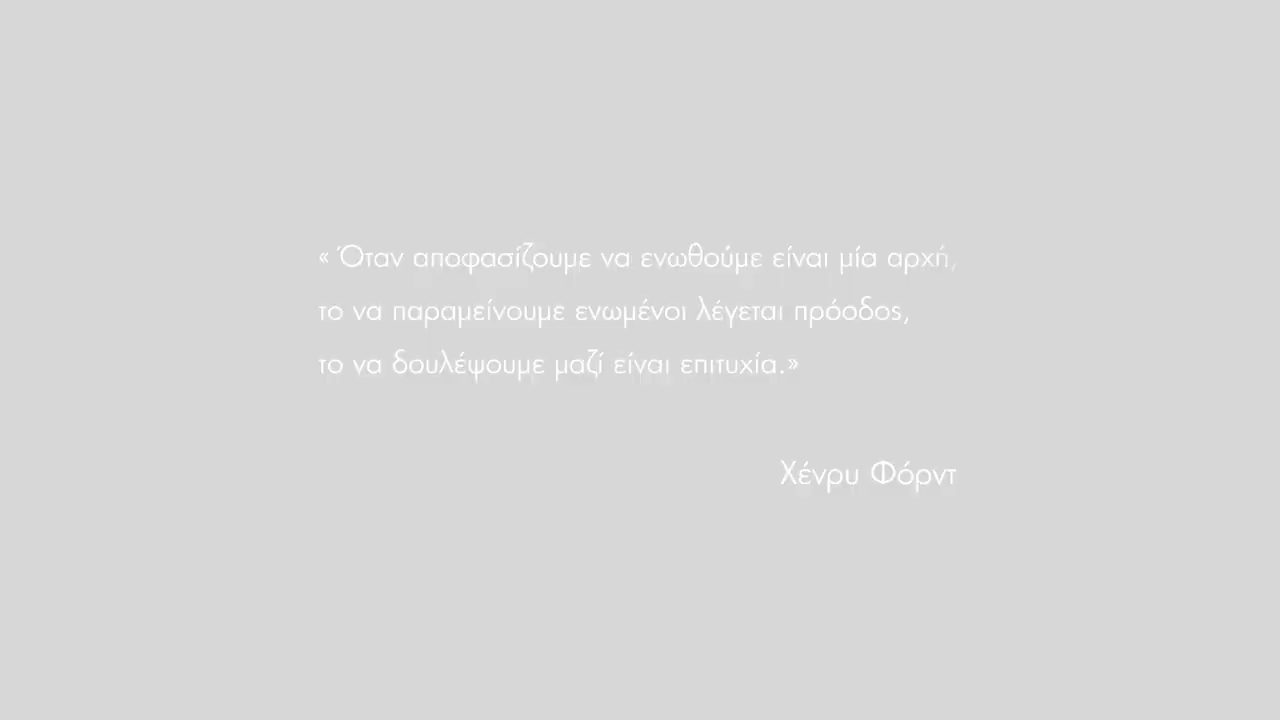 « Όταν αποφασίζουμε να ενωθούμε είναι μία αρχή,
το να παραμείνουμε ενωμένοι λέγεται πρόοδος,
το να δουλέψουμε μαζί είναι επιτυχία.»
Χένρυ Φόρντ